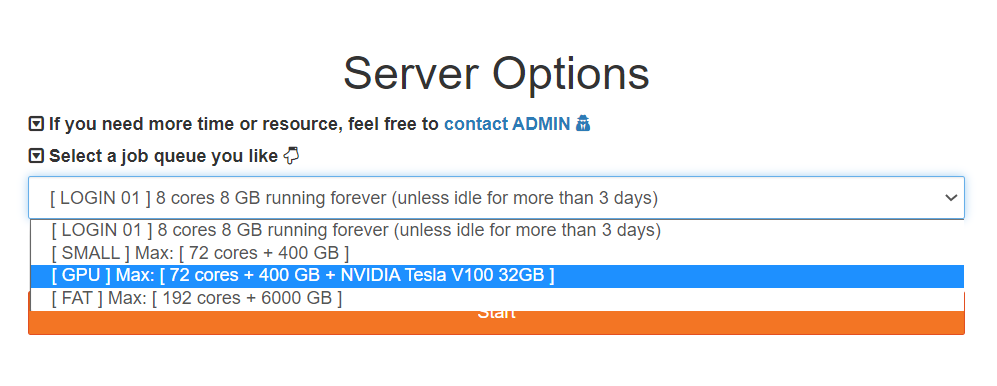 Server Options
If you need more time or resource, feel free to contact ADMIN
Select a job queue you like
[ LOGIN 01 ] 8 cores 8 GB running forever (unless idle for more than 3 days)
[ LOGIN 01 ] 8 cores 8 GB running forever (unless idle for more than 3 days)
[ SMALL ] Max: [ 72 cores + 400 GB ]
[ GPU ] Max: [ 72 cores + 400 GB + NVIDIA Tesla V100 32GB ]
[ FAT ] Max: [ 192 cores + 6000 GB ]
Start